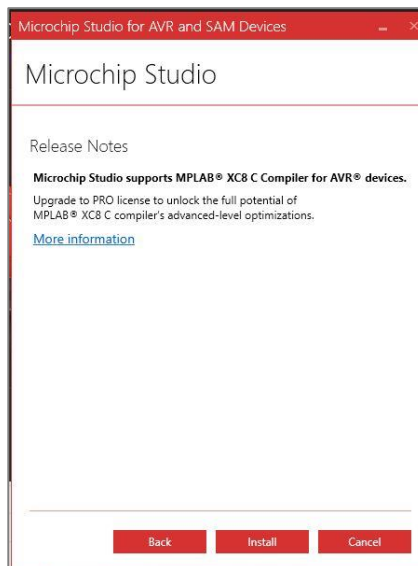 Microchip Studio for AVR and SAM Devices
Microchip Studio
Release Notes
Microchip Studio supports MPLAB® XC8 C Compiler for AVR® devices.
Upgrade to PRO license to unlock the full potential of
MPLAB® XC8 C compiler's advanced-level optimizations.
More information
Back Install Cancel